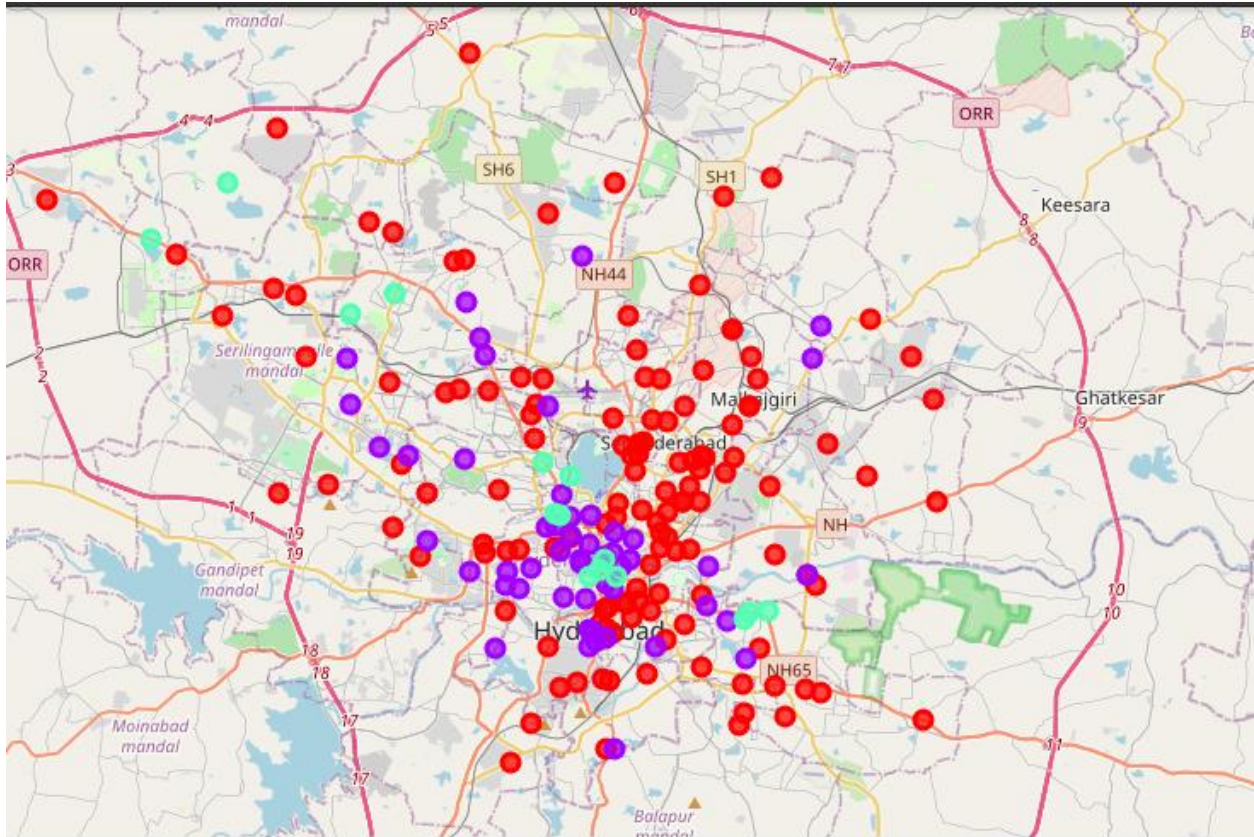 mandal
5 5
6
7 7
4 4
ORR
3
SH6
SH1
Keesara
8
8
ORR
NH44
2
2
Serilingampalle
mandal
Malkajgiri
Ghatkesar
9
Secunderabad
1 1
19
19
NH
Gandipet
mandal
10
10
Hyderabad
18
18
NH65
17
Moinabad
mandal
11
17
Balapur
mandal